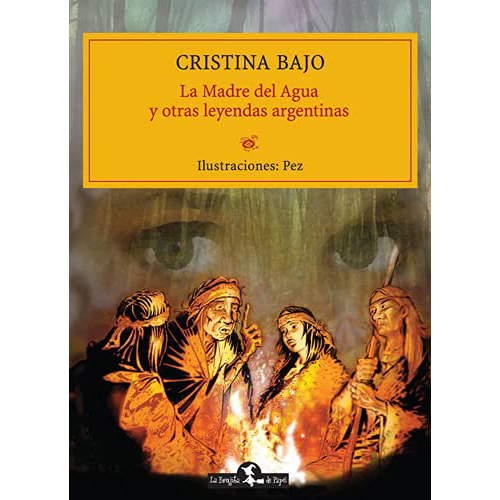 CRISTINA BAJO
La Madre del Agua
y otras leyendas argentinas
Ilustraciones: Pez
La Brujita de Papel